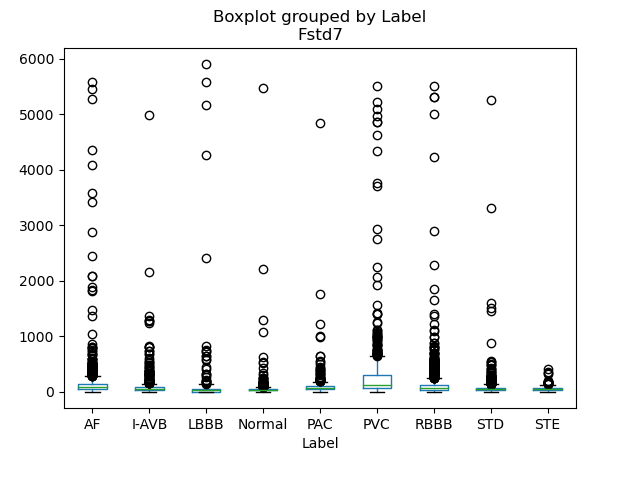 Boxplot grouped by Label
Fstd7
6000
5000
4000
3000
2000
1000
0
AF I-AVB LBBB Normal PAC PVC RBBB STD STE
Label